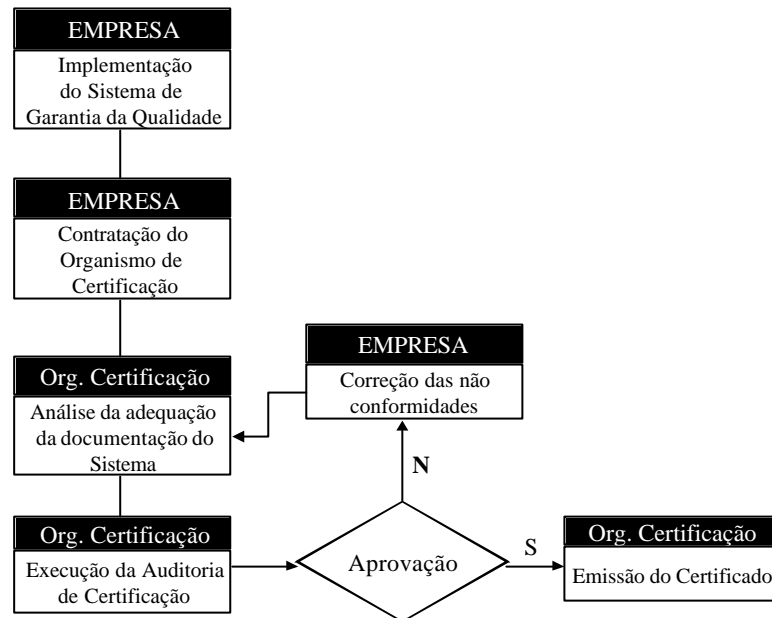 EMPRESA
Implementação
do Sistema de
Garantia da Qualidade
EMPRESA
Contratação do
Organismo de
Certificação
Org. Certificação
Análise da adequação
da documentação do
Sistema
EMPRESA
Correção das não
conformidades
N
Org. Certificação
Execução da Auditoria
de Certificação
Aprovação
S
Org. Certificação
Emissão do Certificado